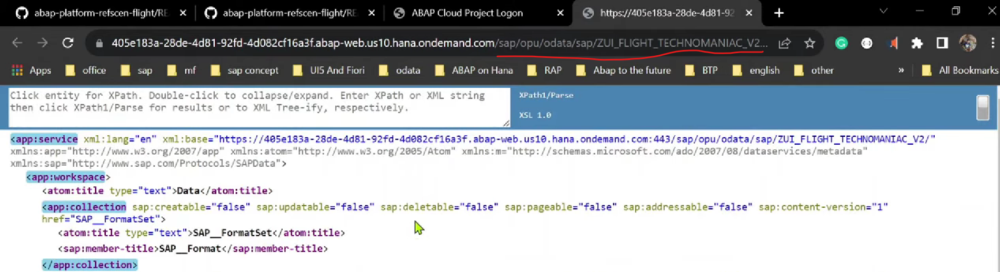 abap-platform-refscen-flight/RE
abap-platform-refscen-flight/RE
ABAP Cloud Project Logon
https://405e183a-28de-4d81-92
405e183a-28de-4d81-92fd-4d082cf16a3f.abap-web.us10.hana.ondemand.com/sap/opu/odata/sap/ZUI_FLIGHT_TECHNOMANIAC_V2...
Apps office sap mf sap concept UI5 And Fiori odata ABAP on Hana RAP Abap to the future BTP english other » All Bookmarks
Click entity for XPath. Double-click to collapse/expand. Enter XPath or XML string
then click XPath1/Parse for results or to XML Tree-ify, respectively.
XPath1/Parse
XSL 1.0
<app:service xml:lang="en" xml:base="https://405e183a-28de-4d81-92fd-4d082cf16a3f.abap-web.us10.hana.ondemand.com:443/sap/opu/odata/sap/ZUI_FLIGHT_TECHNOMANIAC_V2/"
xmlns:app="http://www.w3.org/2007/app" xmlns:atom="http://www.w3.org/2005/Atom" xmlns:m="http://schemas.microsoft.com/ado/2007/08/dataservices/metadata"
xmlns:sap="http://www.sap.com/Protocols/SAPData">
<app:workspace>
<atom:title type="text">Data</atom:title>
<app:collection sap:creatable="false" sap:updatable="false" sap:deletable="false" sap:pageable="false" sap:addressable="false" sap:content-version="1"
href="SAP__FormatSet">
<atom:title type="text">SAP__FormatSet</atom:title>
<sap:member-title>SAP__Format</sap:member-title>
</app:collection>